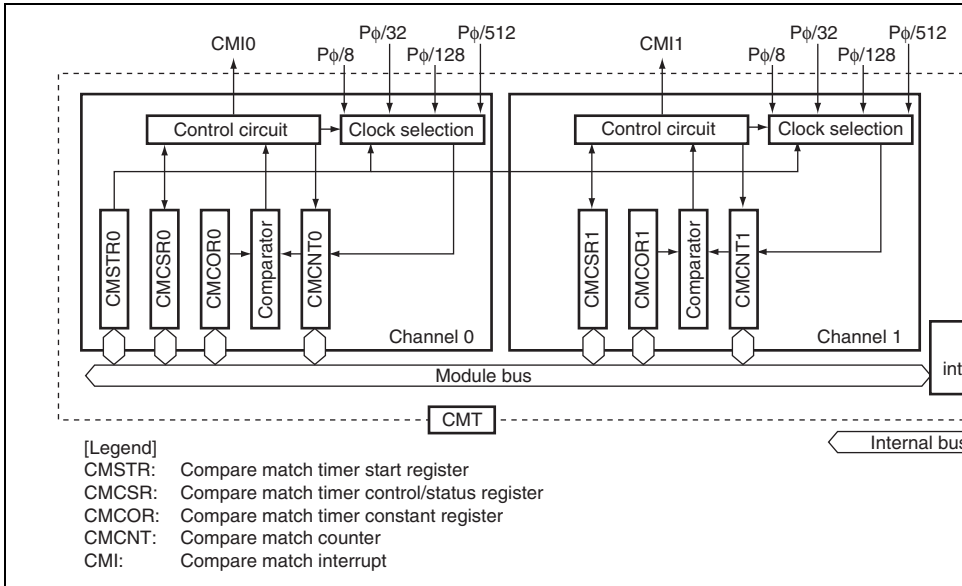 CMI0
Pφ/32
Pφ/512
Pφ/8
Pφ/128
CMI1
Pφ/32
Pφ/512
Pφ/8
Pφ/128
Control circuit
Clock selection
Control circuit
Clock selection
CMSTR0
CMCSR0
CMCOR0
Comparator
CMCNT0
CMCSR1
CMCOR1
Comparator
CMCNT1
Channel 0
Channel 1
Module bus
CMT
Internal bus
[Legend]
CMSTR: Compare match timer start register
CMCSR: Compare match timer control/status register
CMCOR: Compare match timer constant register
CMCNT: Compare match counter
CMI: Compare match interrupt